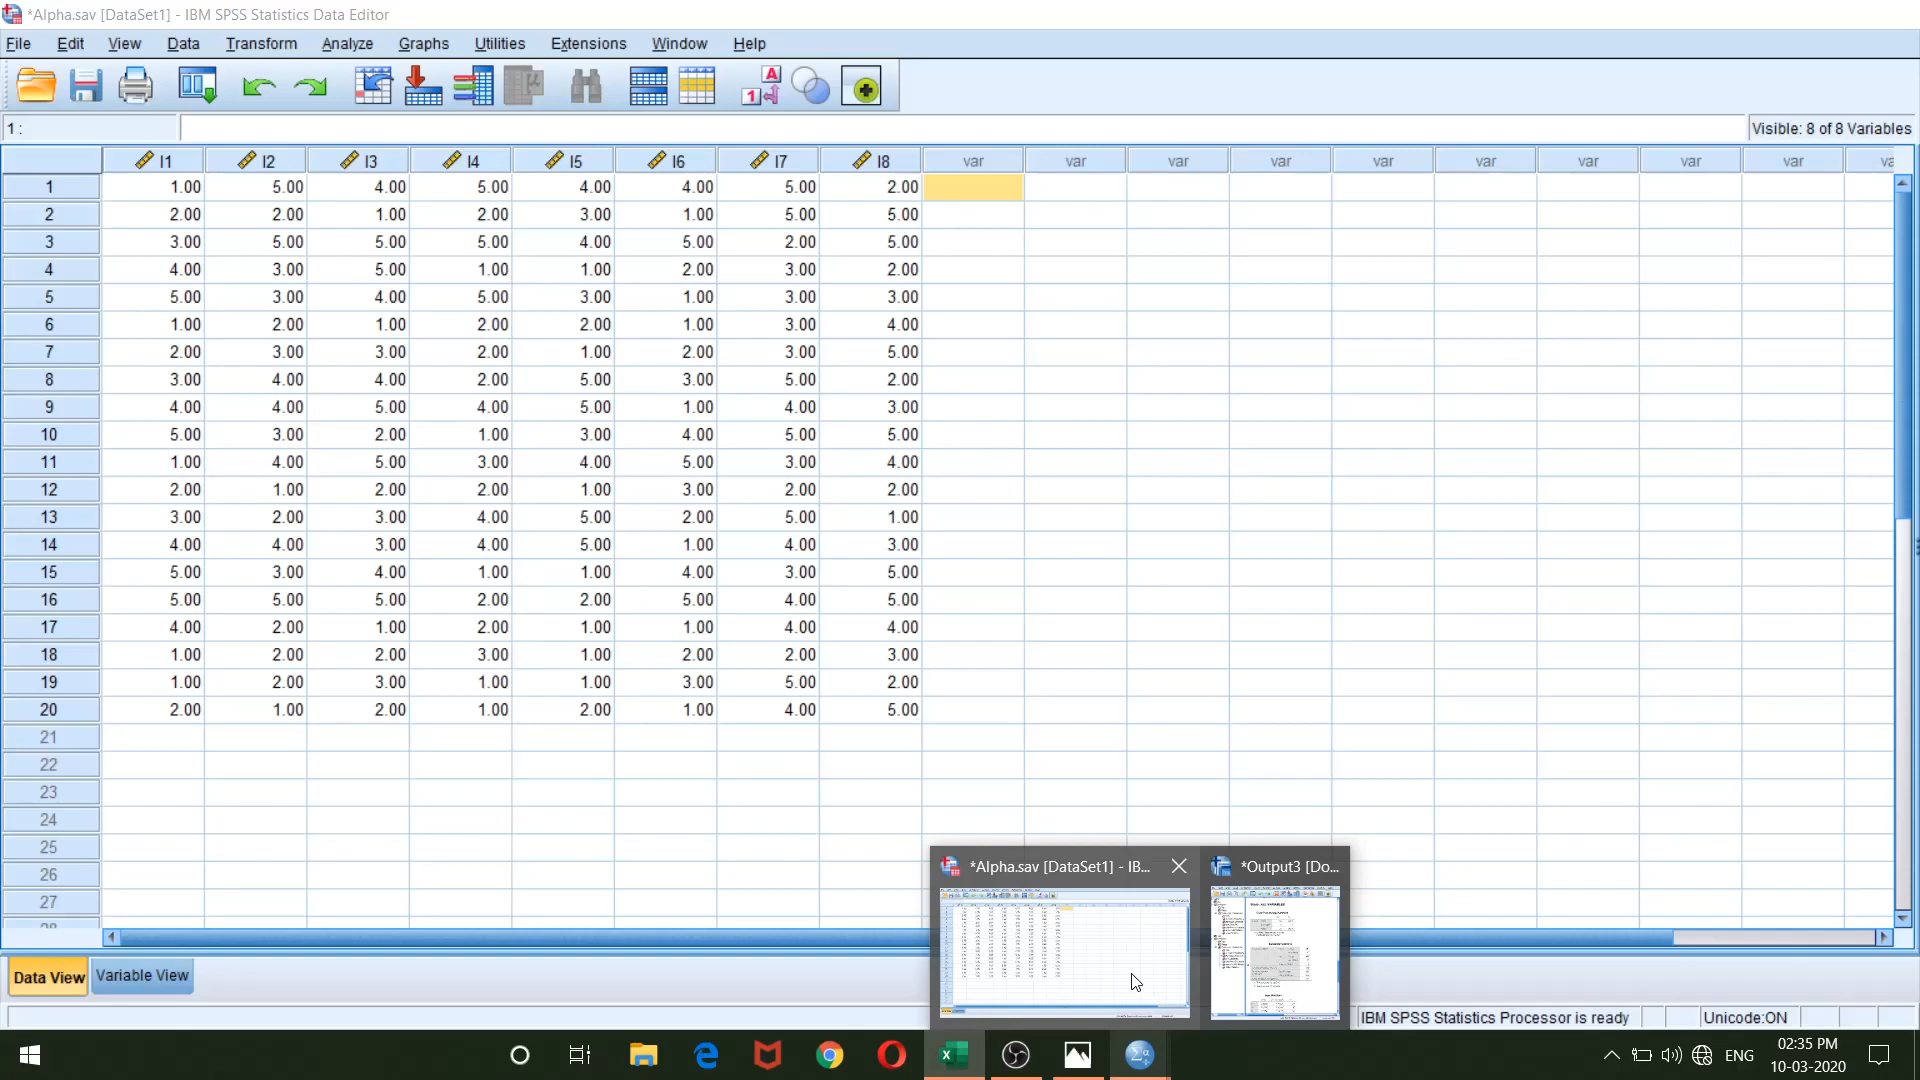 *Alpha.sav [DataSet1] - IBM SPSS Statistics Data Editor
File Edit View Data Transform Analyze Graphs Utilities Extensions Window Help
1 :
Visible: 8 of 8 Variables
I1 I2 I3 I4 I5 I6 I7 I8 var var var var var var var var var va
1 1.00 5.00 4.00 5.00 4.00 4.00 5.00 2.00
2 2.00 2.00 1.00 2.00 3.00 1.00 5.00 5.00
3 3.00 5.00 5.00 5.00 4.00 5.00 2.00 5.00
4 4.00 3.00 5.00 1.00 1.00 2.00 3.00 2.00
5 5.00 3.00 4.00 5.00 3.00 1.00 3.00 3.00
6 1.00 2.00 1.00 2.00 2.00 1.00 3.00 4.00
7 2.00 3.00 3.00 2.00 1.00 2.00 3.00 5.00
8 3.00 4.00 4.00 2.00 5.00 3.00 5.00 2.00
9 4.00 4.00 5.00 4.00 5.00 1.00 4.00 3.00
10 5.00 3.00 2.00 1.00 3.00 4.00 5.00 5.00
11 1.00 4.00 5.00 3.00 4.00 5.00 3.00 4.00
12 2.00 1.00 2.00 2.00 1.00 3.00 2.00 2.00
13 3.00 2.00 3.00 4.00 5.00 2.00 5.00 1.00
14 4.00 4.00 3.00 4.00 5.00 1.00 4.00 3.00
15 5.00 3.00 4.00 1.00 1.00 4.00 3.00 5.00
16 5.00 5.00 5.00 2.00 2.00 5.00 4.00 5.00
17 4.00 2.00 1.00 2.00 1.00 1.00 4.00 4.00
18 1.00 2.00 2.00 3.00 1.00 2.00 2.00 3.00
19 1.00 2.00 3.00 1.00 1.00 3.00 5.00 2.00
20 2.00 1.00 2.00 1.00 2.00 1.00 4.00 5.00
21
22
23
24
25
26
27
28
*Alpha.sav [DataSet1] - IB... *Output3 [Do...
Data View Variable View
IBM SPSS Statistics Processor is ready Unicode:ON
ENG
02:35 PM
10-03-2020